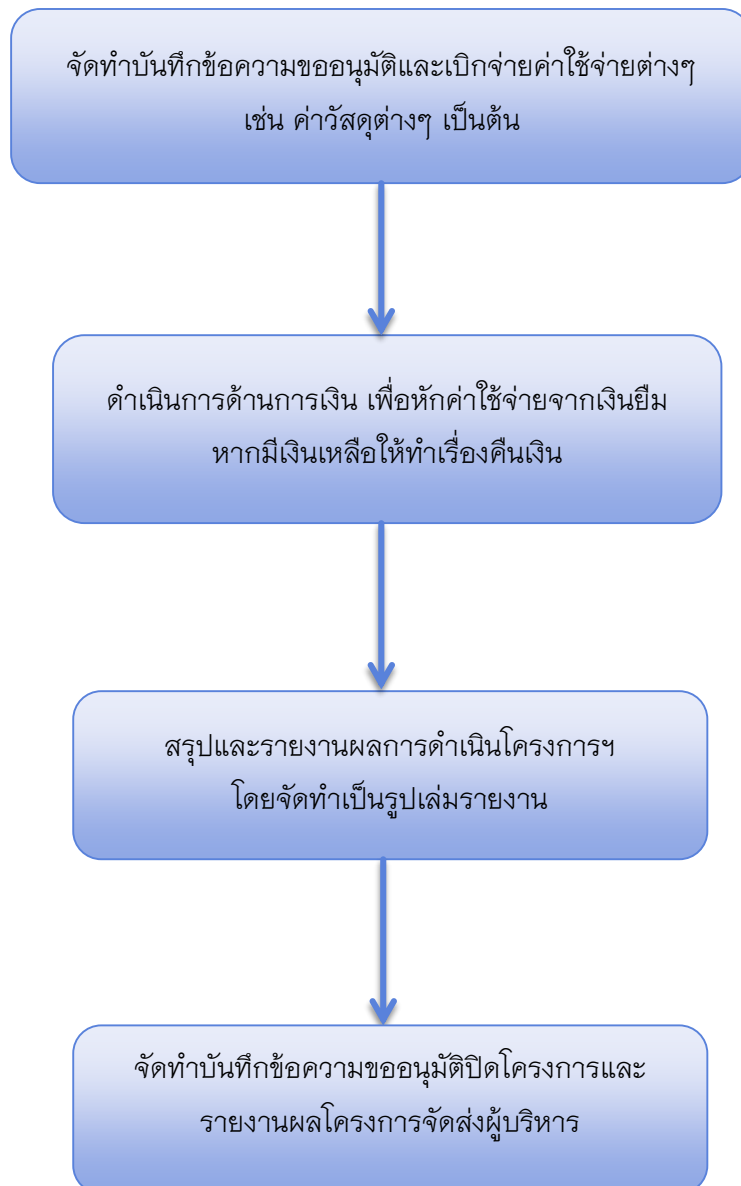 จัดทำบันทึกข้อความขออนุมัติและเบิกจ่ายค่าใช้จ่ายต่างๆ
เช่น ค่าวัสดุต่างๆ เป็นต้น
ดำเนินการด้านการเงิน เพื่อหักค่าใช้จ่ายจากเงินยืม
หากมีเงินเหลือให้ทำเรื่องคืนเงิน
สรุปและรายงานผลการดำเนินโครงการฯ
โดยจัดทำเป็นรูปเล่มรายงาน
จัดทำบันทึกข้อความขออนุมัติปิดโครงการและ
รายงานผลโครงการจัดส่งผู้บริหาร